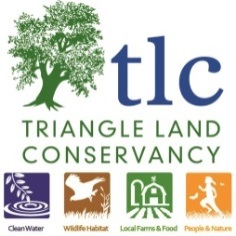 tlc
TRIANGLE LAND
CONSERVANCY
Clean Water
Wildlife Habitat
Local Farms & Food
People & Nature